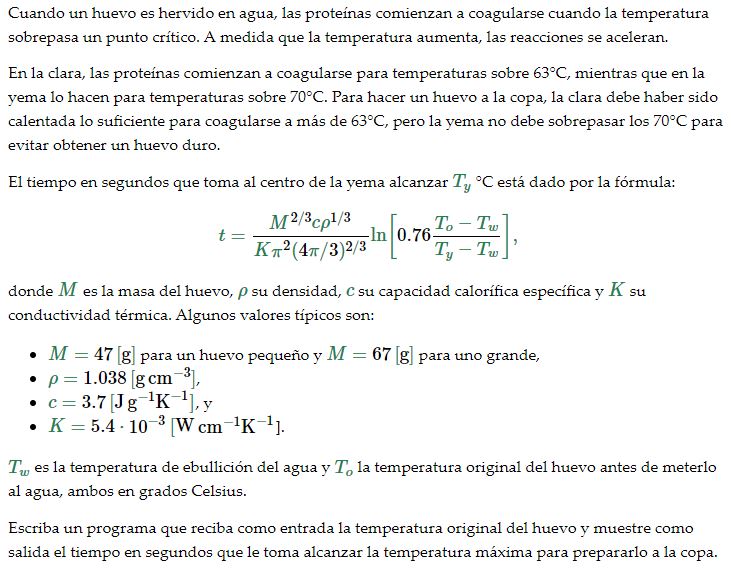 Cuando un huevo es hervido en agua, las proteínas comienzan a coagularse cuando la temperatura
sobrepasa un punto crítico. A medida que la temperatura aumenta, las reacciones se aceleran.
En la clara, las proteínas comienzan a coagularse para temperaturas sobre 63°C, mientras que en la
yema lo hacen para temperaturas sobre 70°C. Para hacer un huevo a la copa, la clara debe haber sido
calentada lo suficiente para coagularse a más de 63°C, pero la yema no debe sobrepasar los 70°C para
evitar obtener un huevo duro.
El tiempo en segundos que toma al centro de la yema alcanzar T_y °C está dado por la fórmula:
t = \frac{M^{2/3}cρ^{1/3}}{Kπ^2(4π/3)^{2/3}} ln [0.76 \frac{T_o − T_w}{T_y − T_w}],
donde M es la masa del huevo, ρ su densidad, c su capacidad calorífica específica y K su
conductividad térmica. Algunos valores típicos son:
• M = 47 [g] para un huevo pequeño y M = 67 [g] para uno grande,
• ρ = 1.038 [g cm⁻³],
• c = 3.7 [J g⁻¹K⁻¹], y
• K = 5.4 · 10⁻³ [W cm⁻¹K⁻¹].
T_w es la temperatura de ebullición del agua y T_o la temperatura original del huevo antes de meterlo
al agua, ambos en grados Celsius.
Escriba un programa que reciba como entrada la temperatura original del huevo y muestre como
salida el tiempo en segundos que le toma alcanzar la temperatura máxima para prepararlo a la copa.